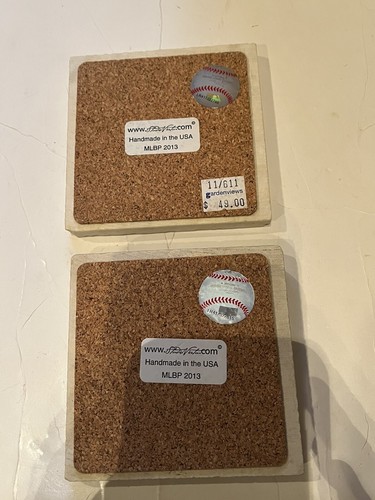 www. .com©
Handmade in the USA
MLBP 2013
11/611
gardenviews
$ 49.00
www. .com©
Handmade in the USA
MLBP 2013